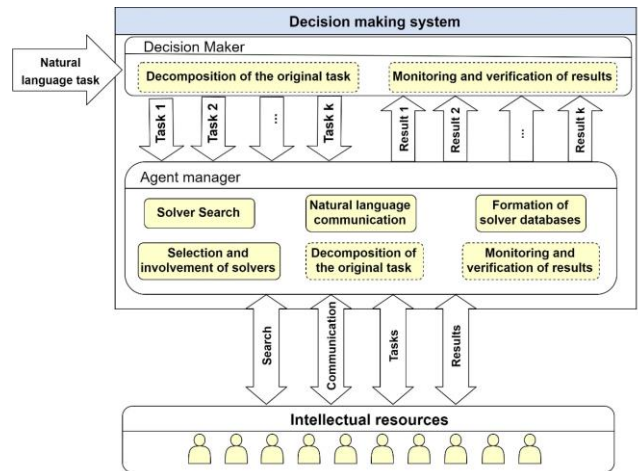 Decision making system
Decision Maker
Natural
language task
Decomposition of the original task
Monitoring and verification of results
Task 1
Task 2
...
Task k
Result 1
Result 2
...
Result k
Agent manager
Solver Search
Natural language
communication
Formation of
solver databases
Selection and
involvement of solvers
Decomposition of
the original task
Monitoring and
verification of results
Search
Communication
Tasks
Results
Intellectual resources